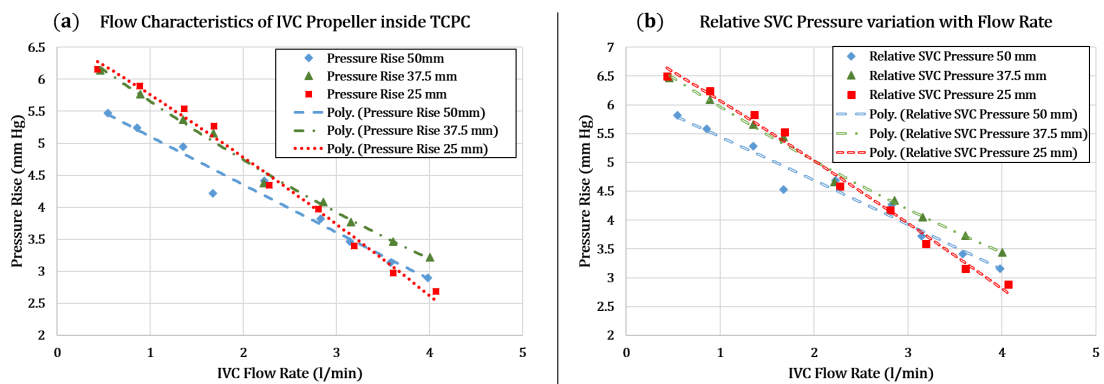 (a) Flow Characteristics of IVC Propeller inside TCPC
6.5
6
5.5
5
4.5
4
3.5
3
2.5
2
Pressure Rise (mm Hg)
Pressure Rise 50mm
Pressure Rise 37.5 mm
Pressure Rise 25 mm
Poly. (Pressure Rise 50mm)
Poly. (Pressure Rise 37.5 mm)
Poly. (Pressure Rise 25 mm)
0 1 2 3 4 5
IVC Flow Rate (l/min)
(b) Relative SVC Pressure variation with Flow Rate
7
6.5
6
5.5
5
4.5
4
3.5
3
2.5
2
Pressure Rise (mm Hg)
Relative SVC Pressure 50 mm
Relative SVC Pressure 37.5 mm
Relative SVC Pressure 25 mm
Poly. (Relative SVC Pressure 50 mm)
Poly. (Relative SVC Pressure 37.5 mm)
Poly. (Relative SVC Pressure 25 mm)
0 1 2 3 4 5
IVC Flow Rate (l/min)